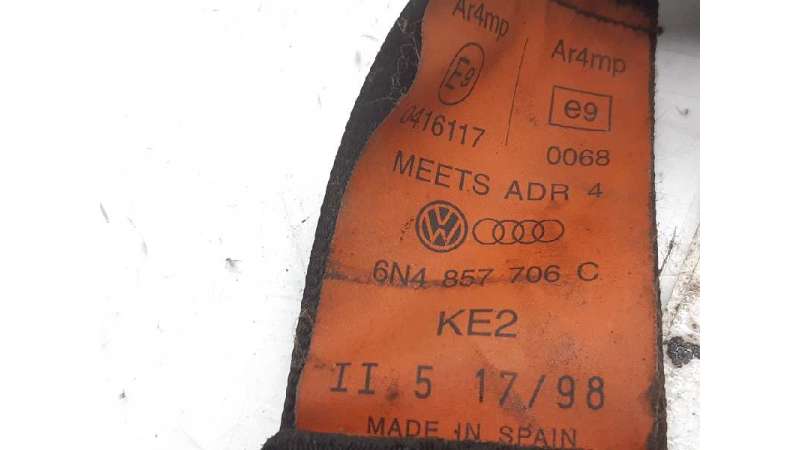 Ar4mp
Ar4mp
E9
e9
0416117
0068
MEETS ADR 4
VW
6N4 857 706 C
KE2
II 5 17/98
MADE IN SPAIN